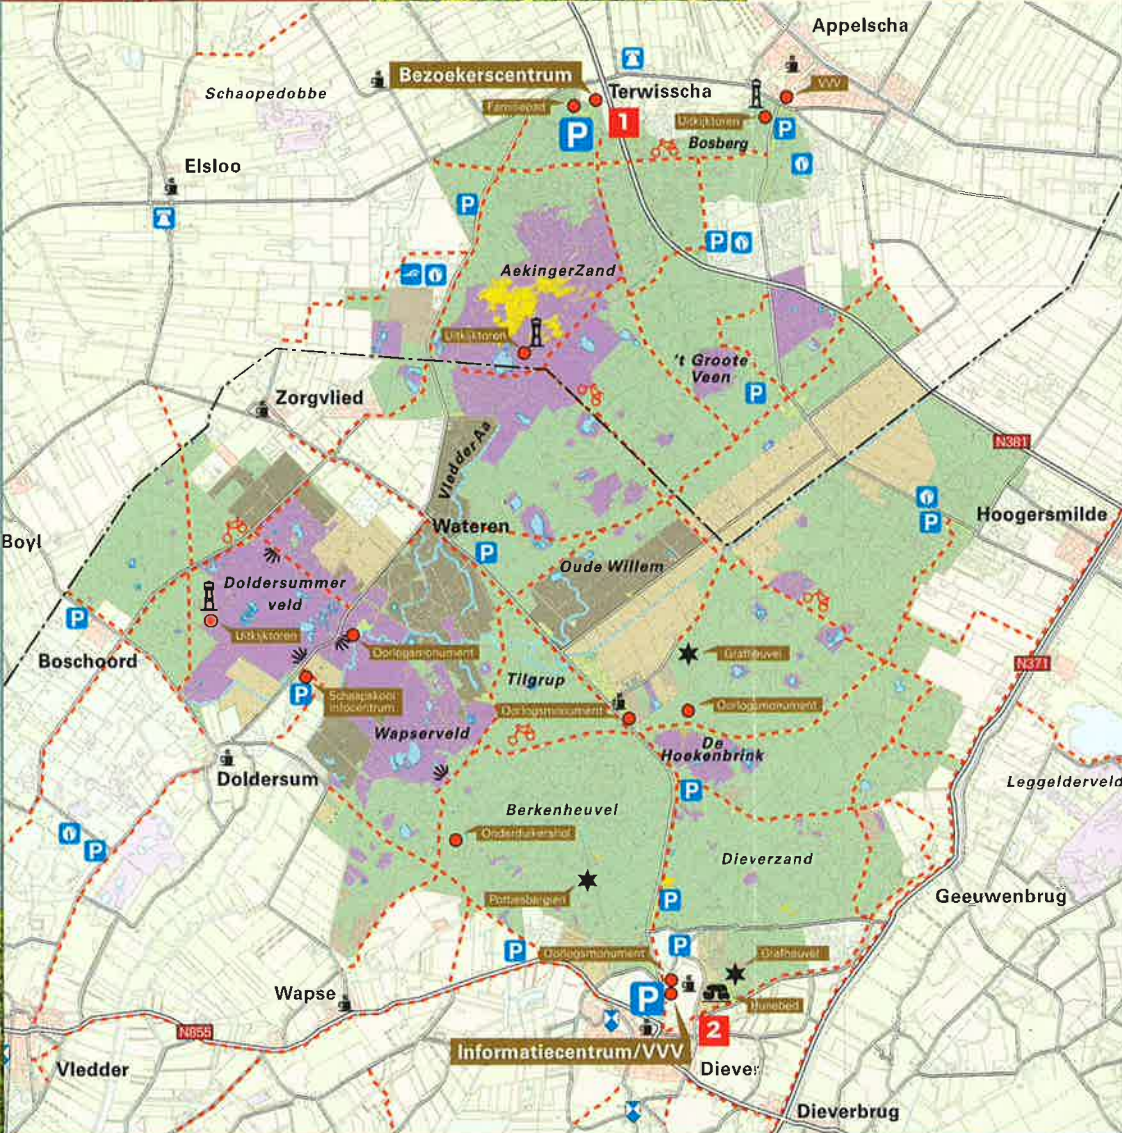 Appelscha
Bezoekerscentrum
VVV
Schaopedobbe
Terwisscha
Familiepad
1
P
Uitkijktoren
P
Bosberg
Elsloo
P
P
AekingerZand
Uitkijktoren
't Groote
Veen
P
Zorgvlied
Vledder Aa
N381
Wateren
P
Hoogersmilde
P
Boyl
Oude Willem
Doldersummer
veld
P
Uitkijktoren
Oorlogsmonument
Grafheuvel
Boschoord
N371
Tilgrup
P
Schaapskooi
infocentrum
Oorlogsmonument
Oorlogsmonument
Wapserveld
De
Hoekenbrink
Doldersum
P
Leggelderveld
Berkenheuvel
Onderduikershol
P
Dieverzand
Pottiesbargien
P
Geeuwenbrug
P
P
Oorlogsmonument
Grafheuvel
Wapse
P
Hunebed
N855
2
Informatiecentrum/VVV
Vledder
Diever
Dieverbrug